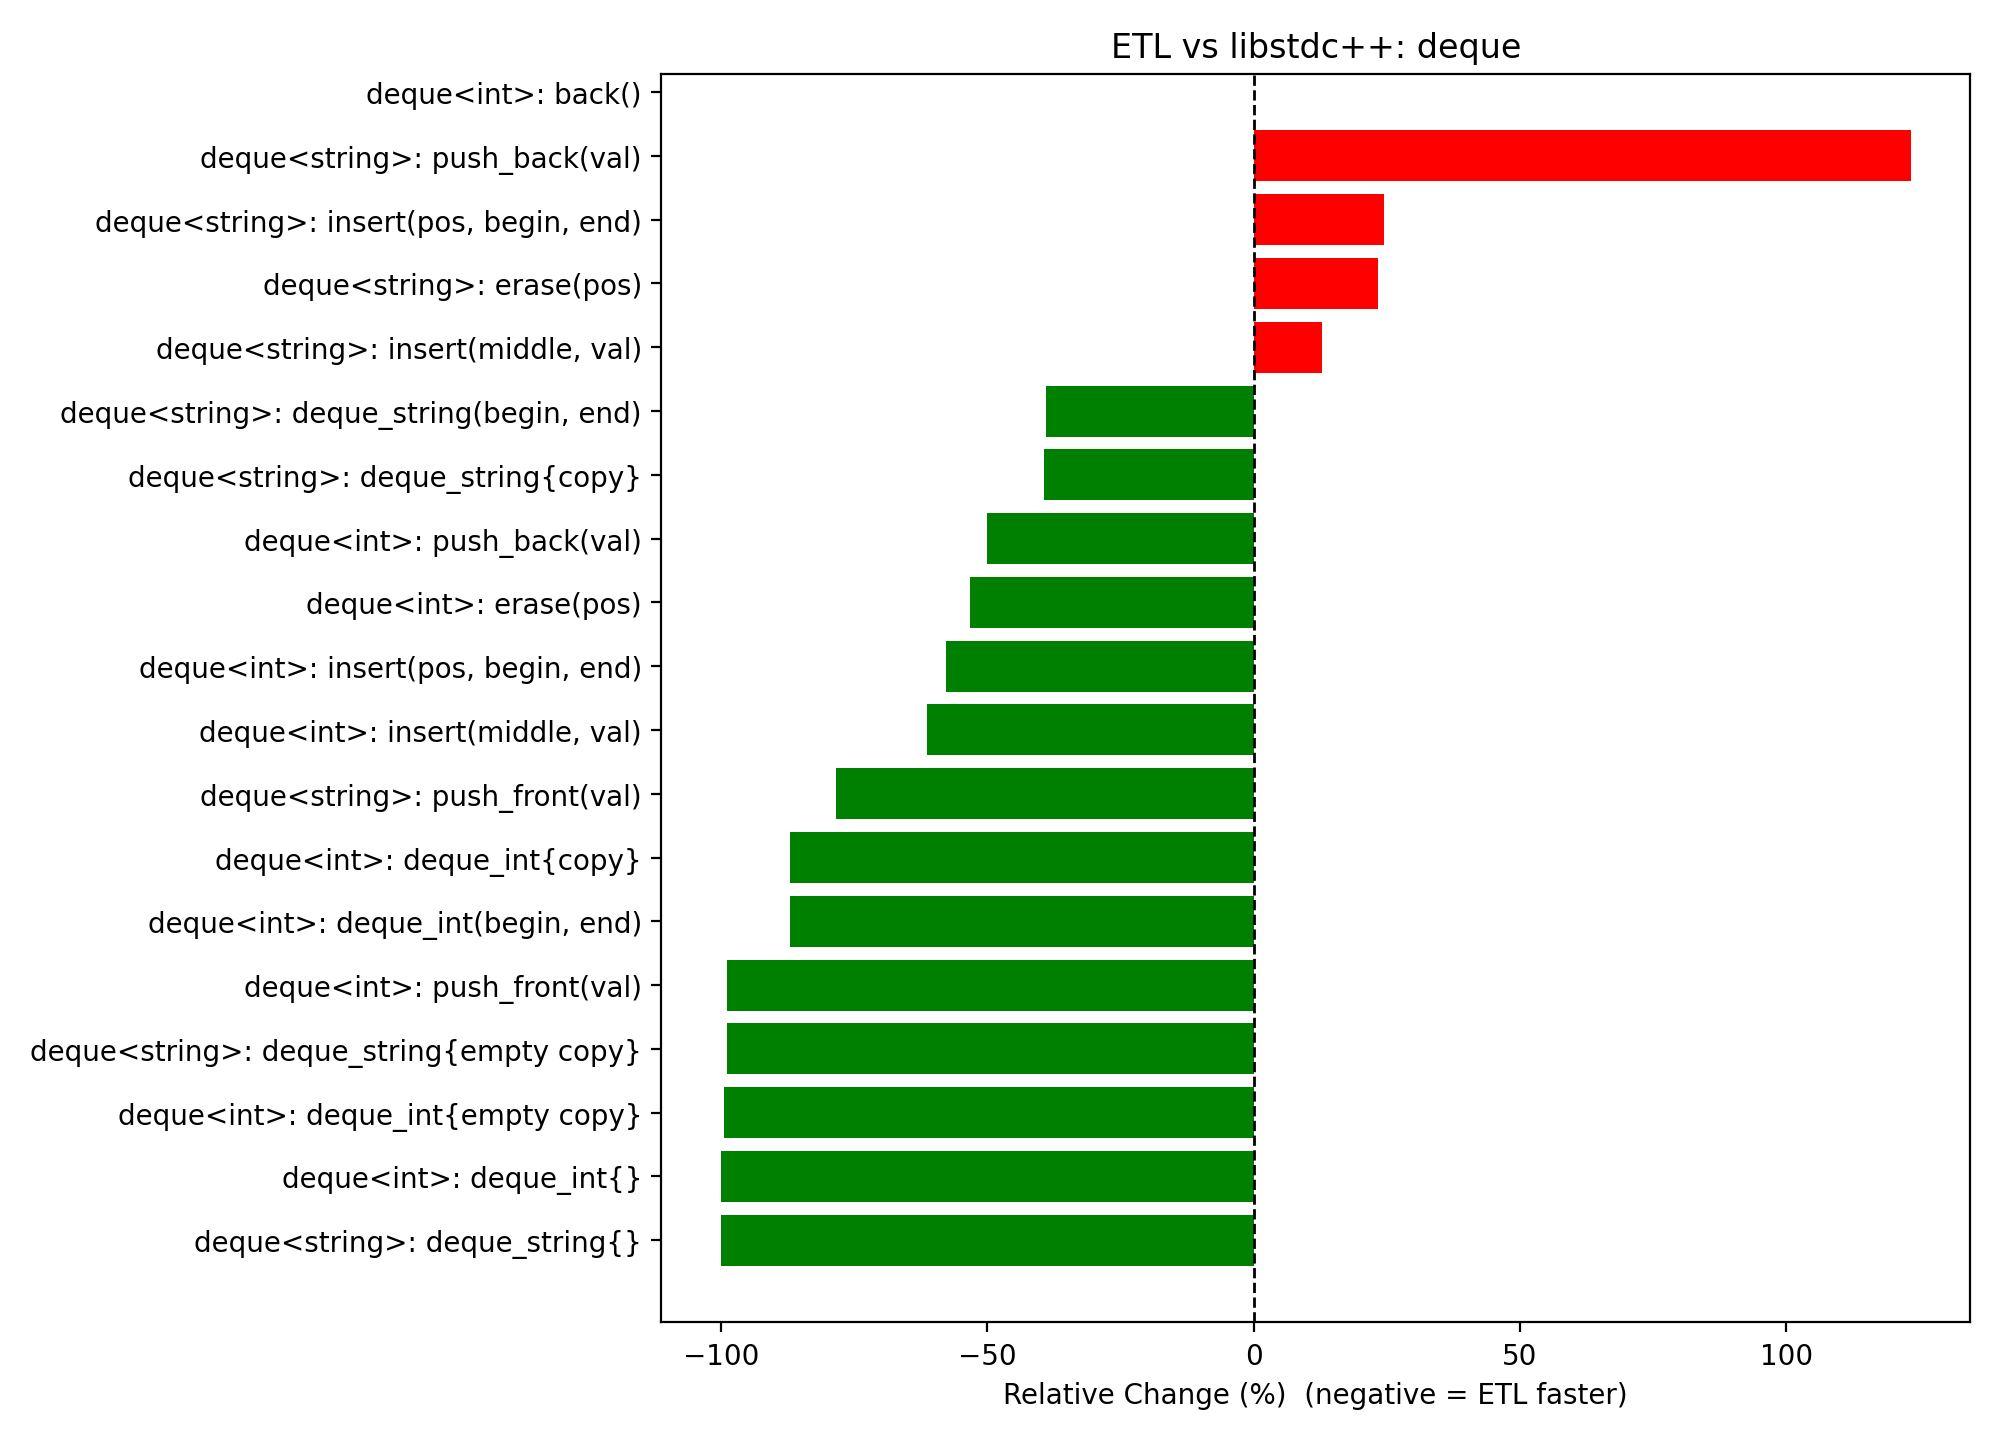 ETL vs libstdc++: deque
deque<int>: back()
deque<string>: push_back(val)
deque<string>: insert(pos, begin, end)
deque<string>: erase(pos)
deque<string>: insert(middle, val)
deque<string>: deque_string(begin, end)
deque<string>: deque_string{copy}
deque<int>: push_back(val)
deque<int>: erase(pos)
deque<int>: insert(pos, begin, end)
deque<int>: insert(middle, val)
deque<string>: push_front(val)
deque<int>: deque_int{copy}
deque<int>: deque_int(begin, end)
deque<int>: push_front(val)
deque<string>: deque_string{empty copy}
deque<int>: deque_int{empty copy}
deque<int>: deque_int{}
deque<string>: deque_string{}
−100 −50 0 50 100
Relative Change (%)  (negative = ETL faster)